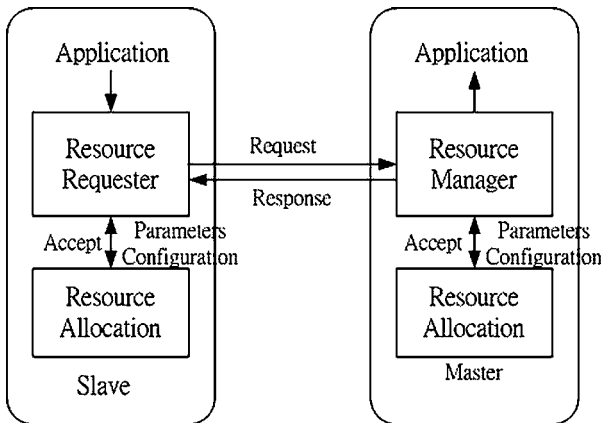 Application
Resource
Requester
Accept
Parameters
Configuration
Resource
Allocation
Slave
Request
Response
Application
Resource
Manager
Accept
Parameters
Configuration
Resource
Allocation
Master